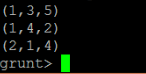 (1,3,5)
(1,4,2)
(2,1,4)
grunt>